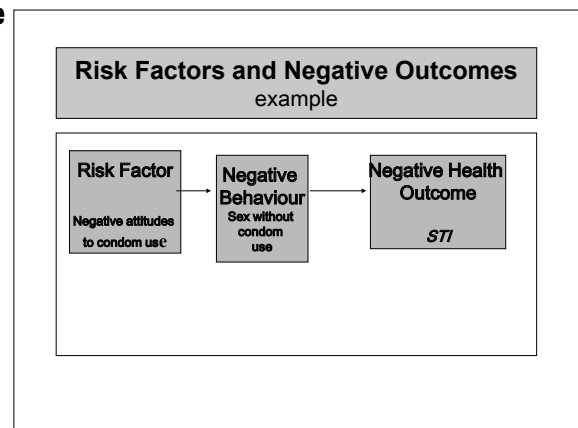 e
Risk Factors and Negative Outcomes
example
Risk Factor
Negative attitudes
to condom use
Negative
Behaviour
Sex without
condom
use
Negative Health
Outcome
STI